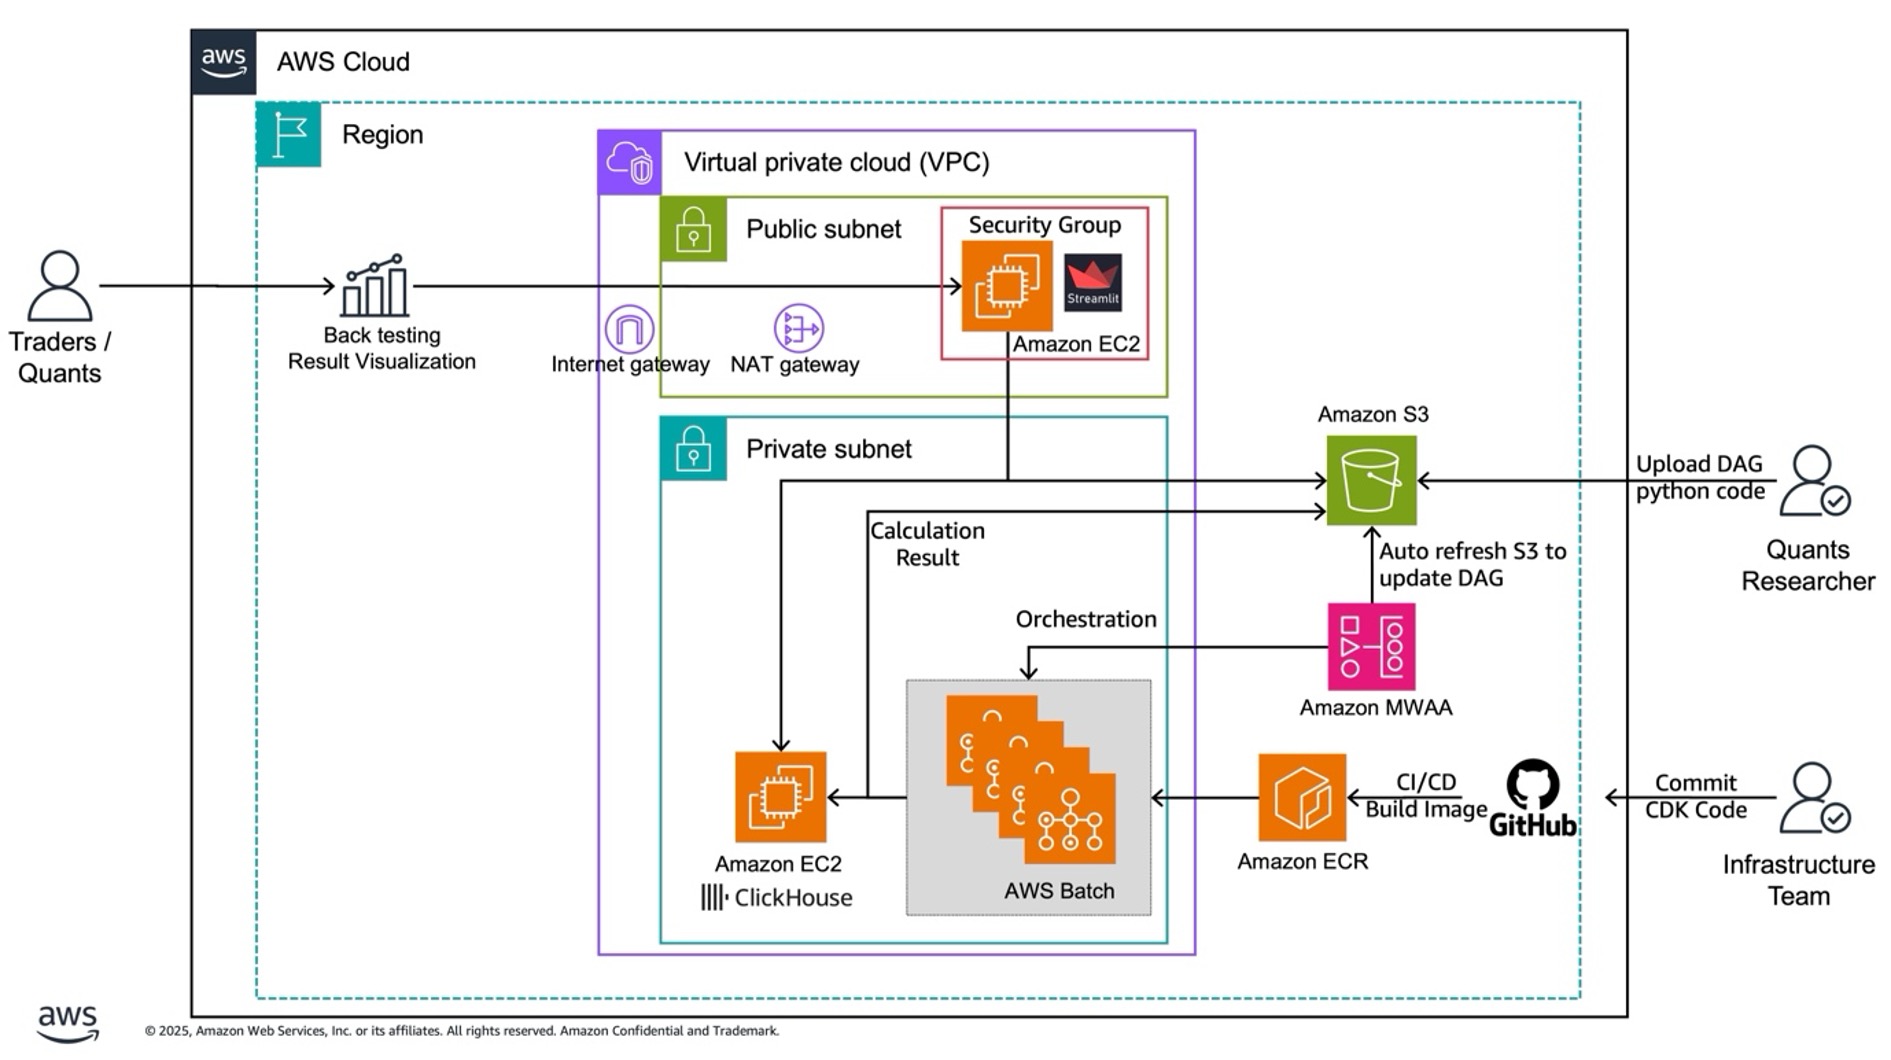 aws
AWS Cloud
Region
Virtual private cloud (VPC)
Public subnet
Security Group
Streamlit
Amazon EC2
Traders /
Quants
Back testing
Result Visualization
Internet gateway
NAT gateway
Private subnet
Amazon S3
Upload DAG
python code
Quants
Researcher
Calculation
Result
Auto refresh S3 to
update DAG
Orchestration
Amazon MWAA
Amazon EC2
ClickHouse
AWS Batch
Amazon ECR
CI/CD
Build Image
GitHub
Commit
CDK Code
Infrastructure
Team
aws
© 2025, Amazon Web Services, Inc. or its affiliates. All rights reserved. Amazon Confidential and Trademark.